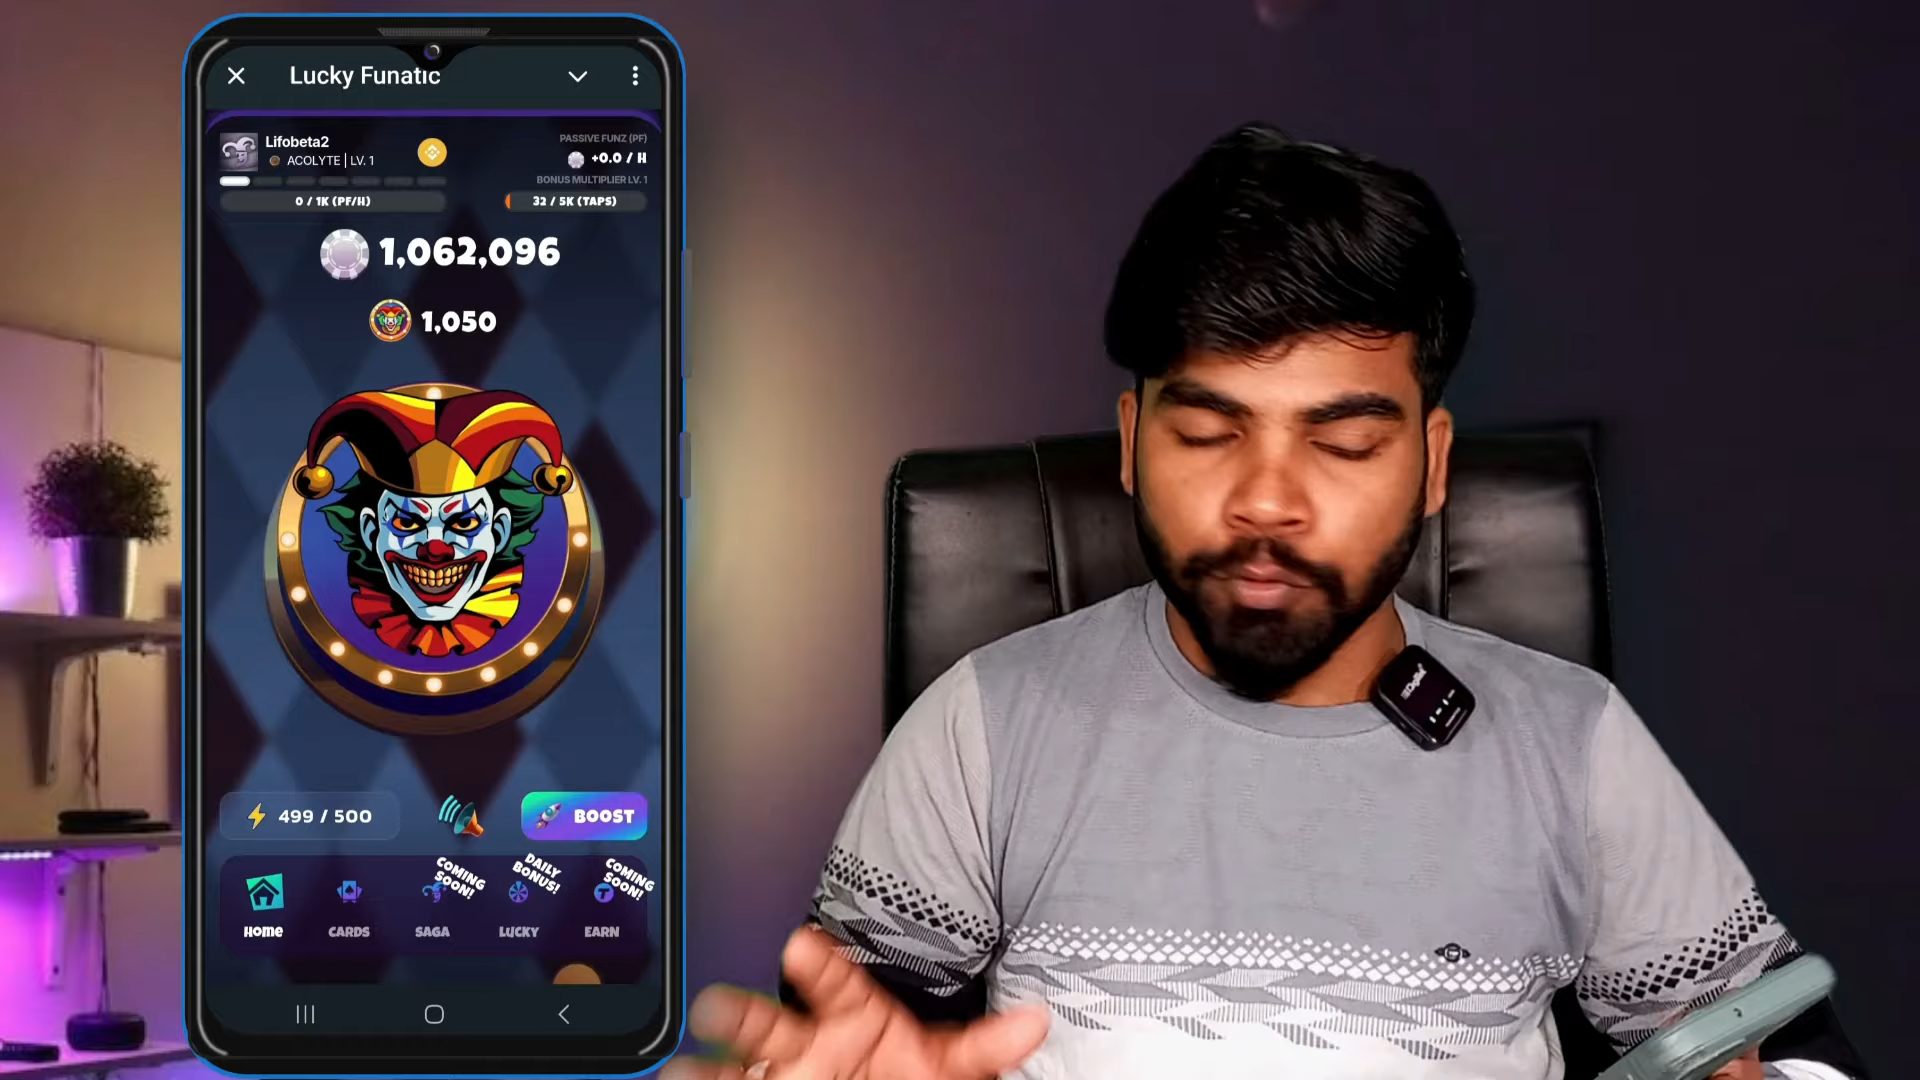 Lucky Funatic
Lifobeta2
ACOLYTE | LV. 1
PASSIVE FUNZ (PF)
+0.0 / H
BONUS MULTIPLIER LV. 1
0 / 1K (PF/H)
32 / 5K (TAPS)
1,062,096
1,050
499 / 500
BOOST
COMING SOON!
DAILY BONUS!
COMING SOON!
Home
CARDS
SAGA
LUCKY
EARN